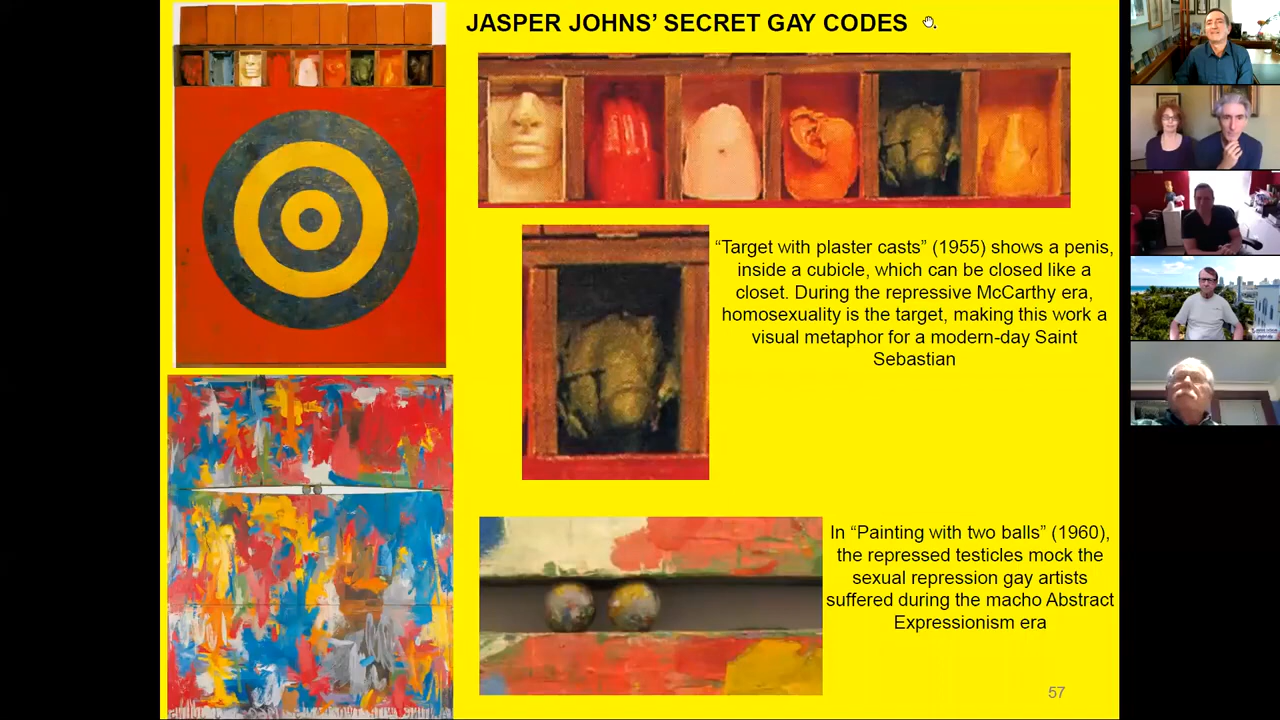 JASPER JOHNS’ SECRET GAY CODES
“Target with plaster casts” (1955) shows a penis,
inside a cubicle, which can be closed like a
closet. During the repressive McCarthy era,
homosexuality is the target, making this work a
visual metaphor for a modern-day Saint
Sebastian
In “Painting with two balls” (1960),
the repressed testicles mock the
sexual repression gay artists
suffered during the macho Abstract
Expressionism era
57